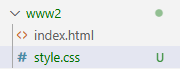 www2
<> index.html
# style.css U